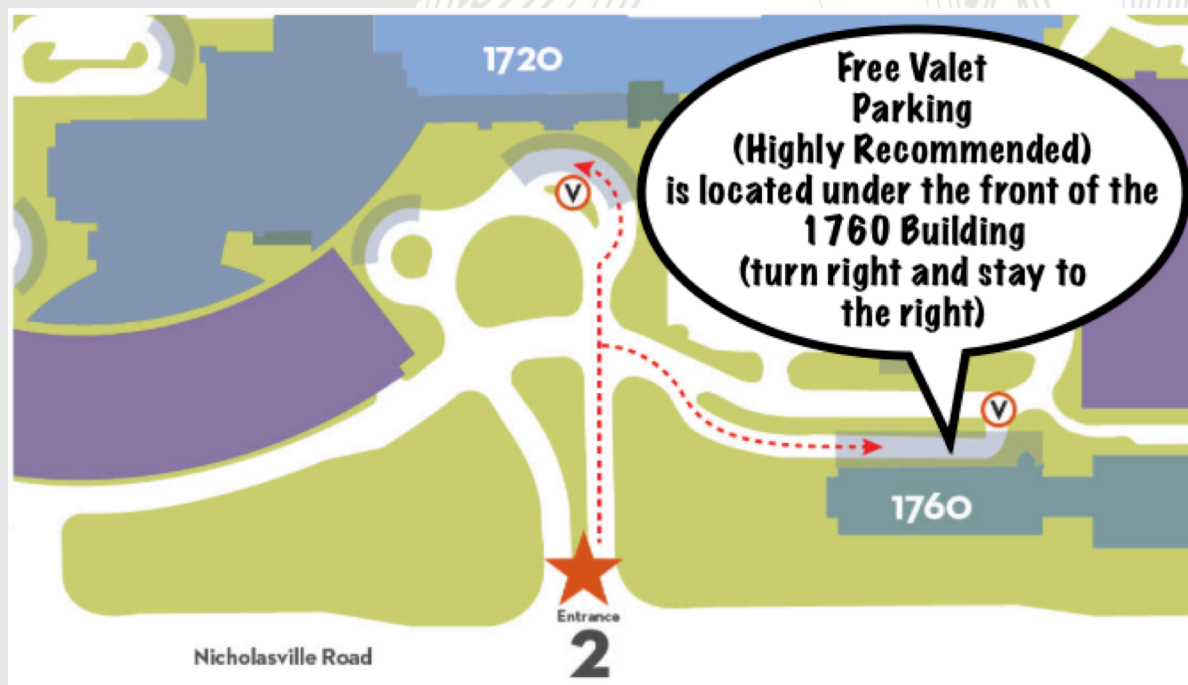 1720
Free Valet
Parking
(Highly Recommended)
is located under the front of the
1760 Building
(turn right and stay to
the right)
V
V
1760
Entrance
2
Nicholasville Road